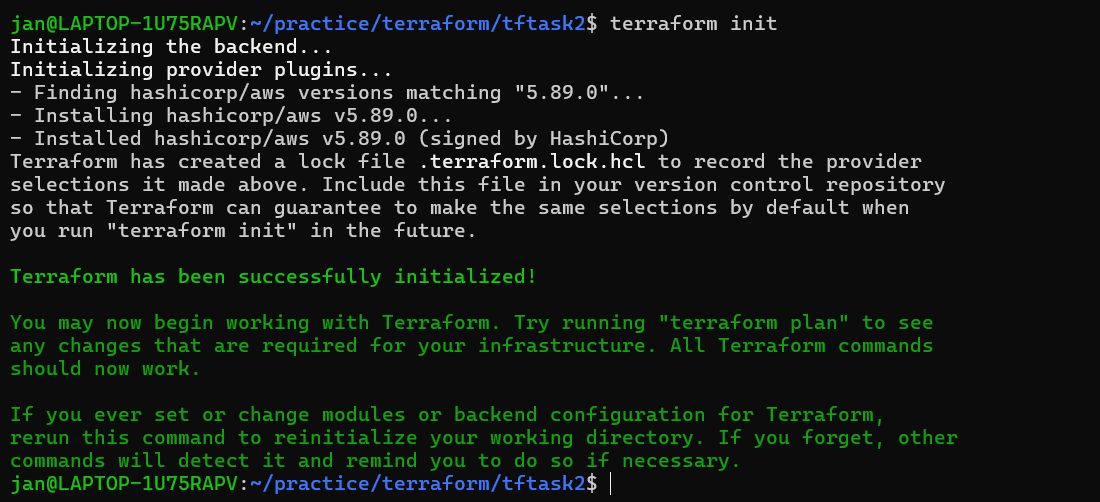 jan@LAPTOP-1U75RAPV:~/practice/terraform/tftask2$ terraform init
Initializing the backend...
Initializing provider plugins...
- Finding hashicorp/aws versions matching "5.89.0"...
- Installing hashicorp/aws v5.89.0...
- Installed hashicorp/aws v5.89.0 (signed by HashiCorp)
Terraform has created a lock file .terraform.lock.hcl to record the provider
selections it made above. Include this file in your version control repository
so that Terraform can guarantee to make the same selections by default when
you run "terraform init" in the future.
Terraform has been successfully initialized!
You may now begin working with Terraform. Try running "terraform plan" to see
any changes that are required for your infrastructure. All Terraform commands
should now work.
If you ever set or change modules or backend configuration for Terraform,
rerun this command to reinitialize your working directory. If you forget, other
commands will detect it and remind you to do so if necessary.
jan@LAPTOP-1U75RAPV:~/practice/terraform/tftask2$